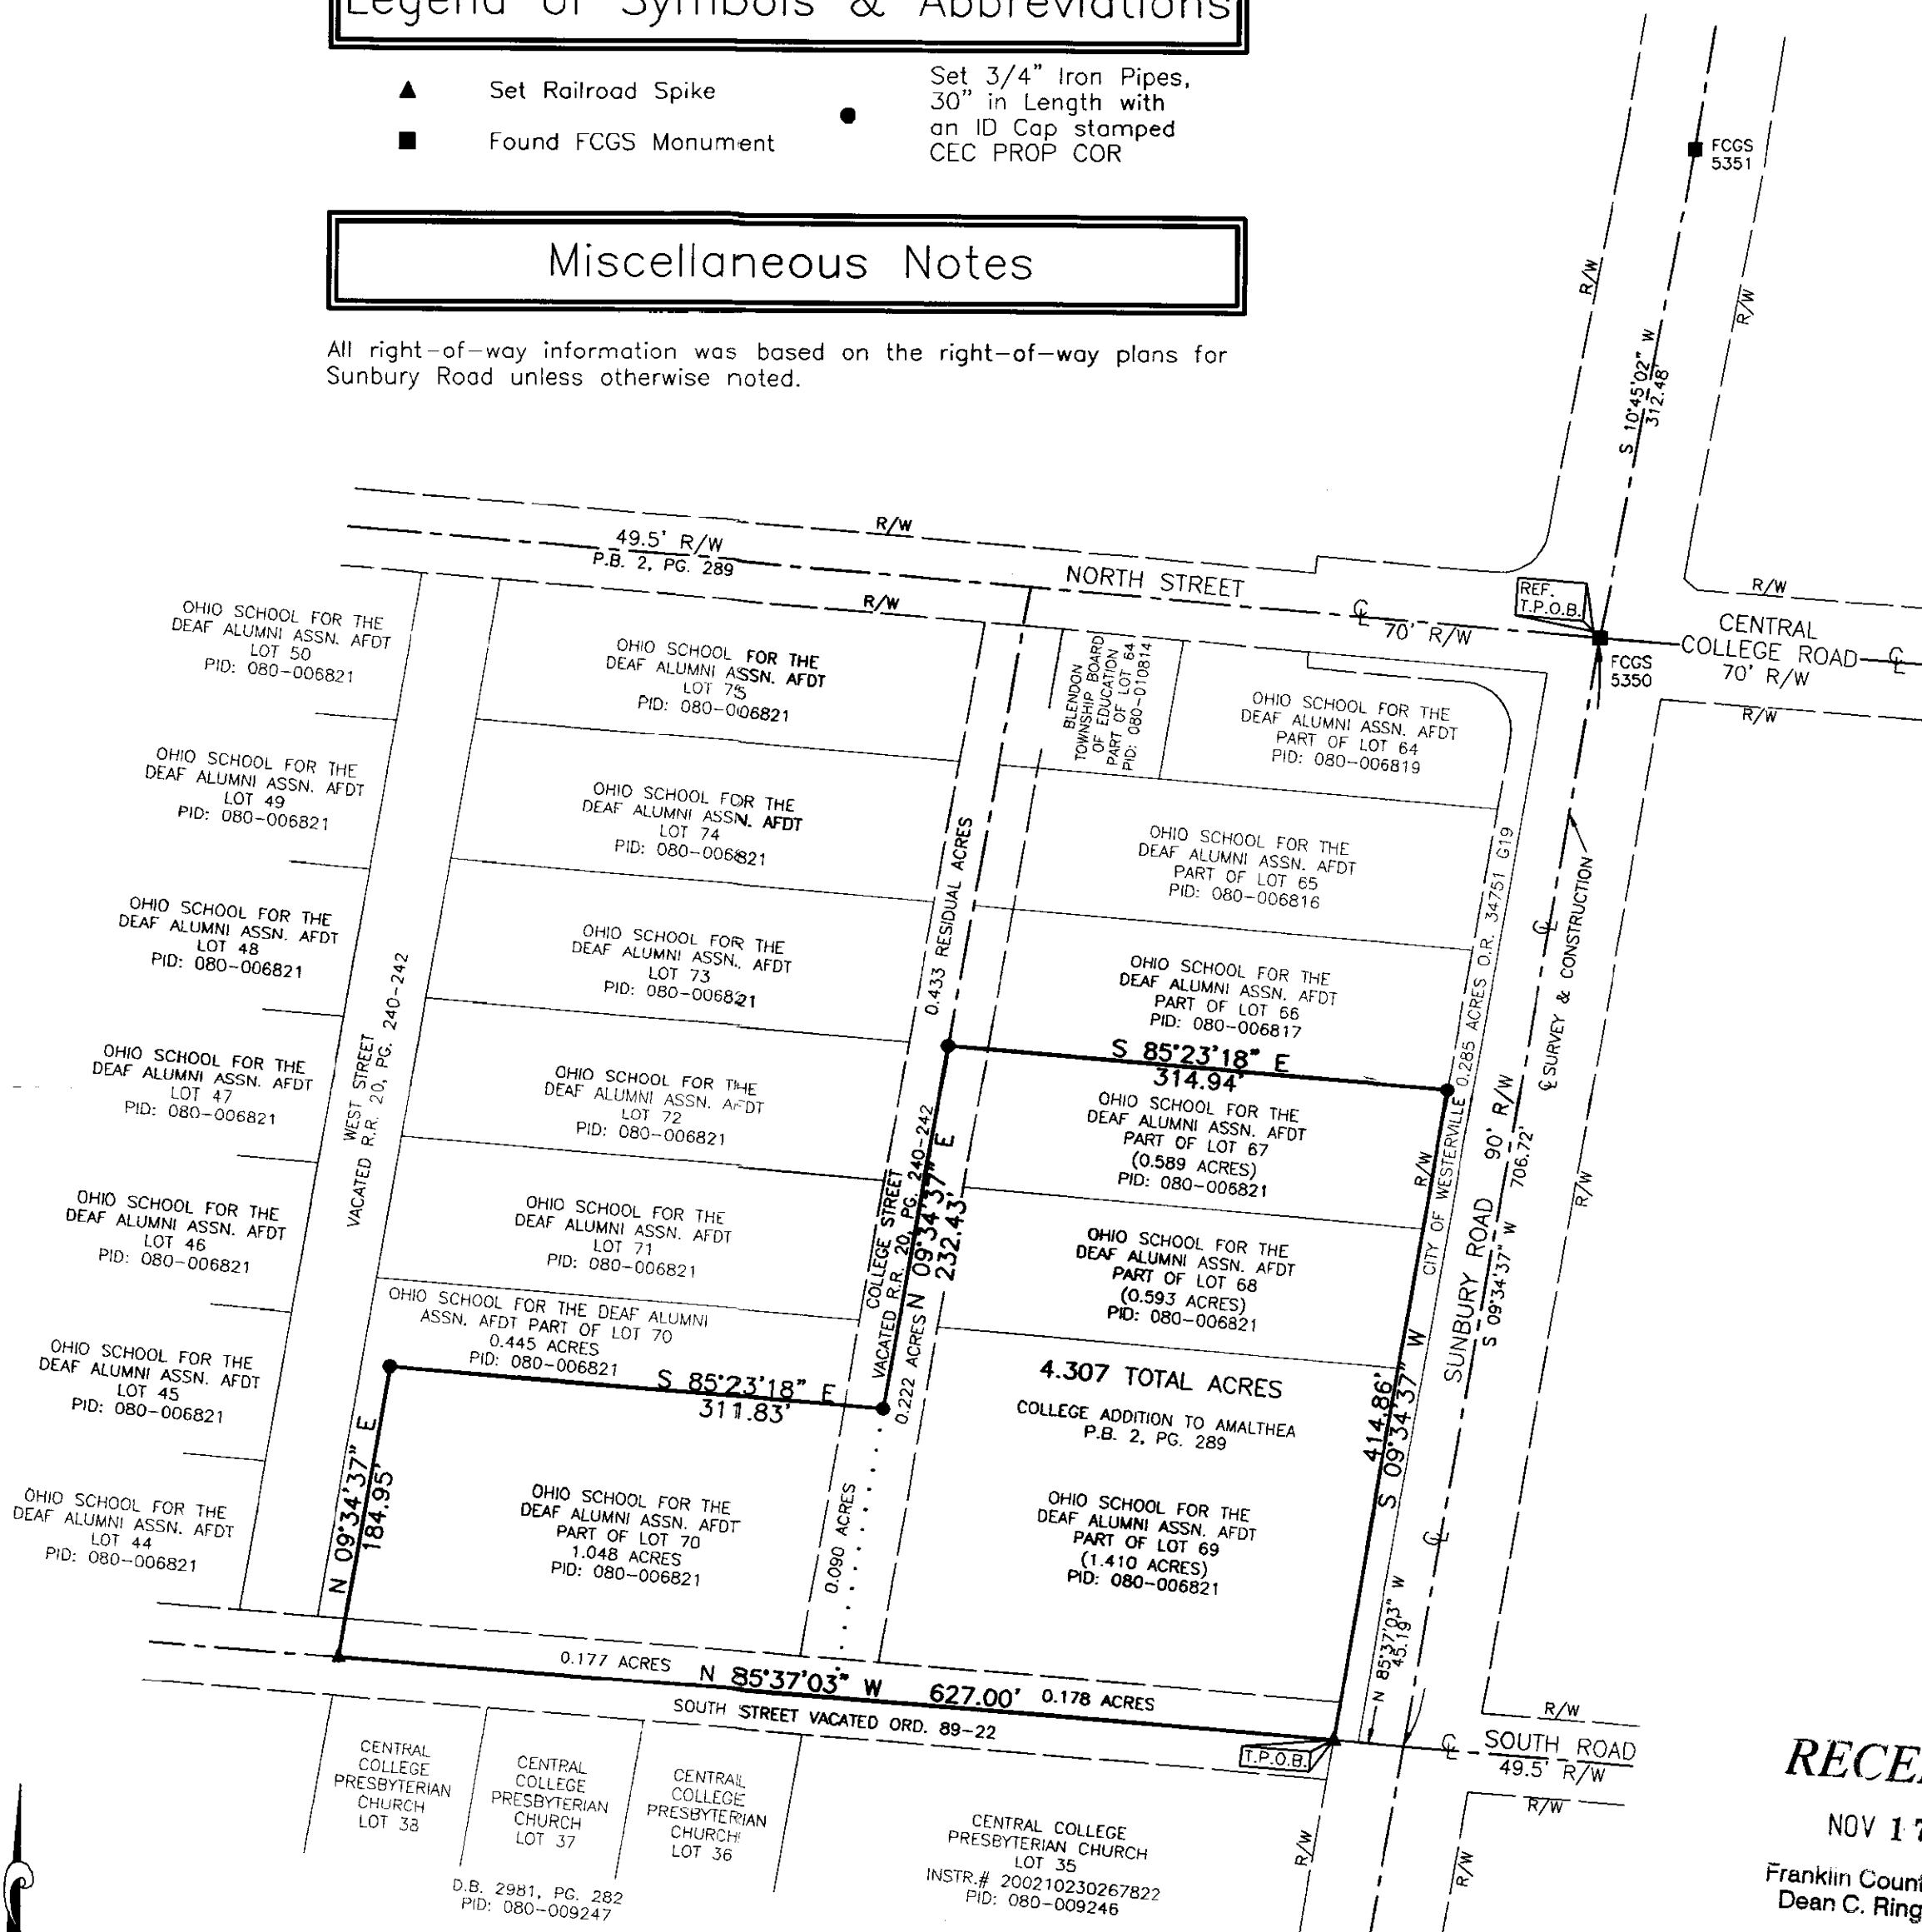 Legend of Symbols & Abbreviations
Set Railroad Spike
Found FCGS Monument
Set 3/4" Iron Pipes,
30" in Length with
an ID Cap stamped
CEC PROP COR
Miscellaneous Notes
All right-of-way information was based on the right-of-way plans for
Sunbury Road unless otherwise noted.
FCGS
5351
R/W
R/W
S 10°45'02" W
312.48'
R/W
49.5' R/W
P.B. 2, PG. 289
R/W
NORTH STREET
70' R/W
REF.
T.P.O.B.
R/W
CENTRAL
COLLEGE ROAD
70' R/W
R/W
FCGS
5350
OHIO SCHOOL FOR THE
DEAF ALUMNI ASSN. AFDT
LOT 50
PID: 080-006821
OHIO SCHOOL FOR THE
DEAF ALUMNI ASSN. AFDT
LOT 75
PID: 080-006821
BLENDON
TOWNSHIP BOARD
OF EDUCATION
PART OF LOT 64
PID: 080-010814
OHIO SCHOOL FOR THE
DEAF ALUMNI ASSN. AFDT
PART OF LOT 64
PID: 080-006819
OHIO SCHOOL FOR THE
DEAF ALUMNI ASSN. AFDT
LOT 49
PID: 080-006821
OHIO SCHOOL FOR THE
DEAF ALUMNI ASSN. AFDT
LOT 74
PID: 080-006821
OHIO SCHOOL FOR THE
DEAF ALUMNI ASSN. AFDT
PART OF LOT 65
PID: 080-006816
OHIO SCHOOL FOR THE
DEAF ALUMNI ASSN. AFDT
LOT 48
PID: 080-006821
OHIO SCHOOL FOR THE
DEAF ALUMNI ASSN. AFDT
LOT 73
PID: 080-006821
0.433 RESIDUAL ACRES
OHIO SCHOOL FOR THE
DEAF ALUMNI ASSN. AFDT
PART OF LOT 66
PID: 080-006817
S 85°23'18" E
314.94'
OHIO SCHOOL FOR THE
DEAF ALUMNI ASSN. AFDT
LOT 47
PID: 080-006821
WEST STREET
VACATED R.R. 20, PG. 240-242
OHIO SCHOOL FOR THE
DEAF ALUMNI ASSN. AFDT
LOT 72
PID: 080-006821
OHIO SCHOOL FOR THE
DEAF ALUMNI ASSN. AFDT
PART OF LOT 67
(0.589 ACRES)
PID: 080-006821
R/W
CITY OF WESTERVILLE 0.285 ACRES O.R. 34751 G19
SUNBURY ROAD 90' R/W
S 09°34'37" W 706.72'
℄ SURVEY & CONSTRUCTION
R/W
OHIO SCHOOL FOR THE
DEAF ALUMNI ASSN. AFDT
LOT 46
PID: 080-006821
OHIO SCHOOL FOR THE
DEAF ALUMNI ASSN. AFDT
LOT 71
PID: 080-006821
COLLEGE STREET
VACATED R.R. 20, PG. 240-242
N 09°34'37" E
232.43'
0.222 ACRES
OHIO SCHOOL FOR THE
DEAF ALUMNI ASSN. AFDT
PART OF LOT 68
(0.593 ACRES)
PID: 080-006821
OHIO SCHOOL FOR THE
DEAF ALUMNI ASSN. AFDT
LOT 45
PID: 080-006821
OHIO SCHOOL FOR THE DEAF ALUMNI
ASSN. AFDT PART OF LOT 70
0.445 ACRES
PID: 080-006821
S 85°23'18" E
311.83'
4.307 TOTAL ACRES
COLLEGE ADDITION TO AMALTHEA
P.B. 2, PG. 289
414.86'
S 09°34'37" W
OHIO SCHOOL FOR THE
DEAF ALUMNI ASSN. AFDT
LOT 44
PID: 080-006821
N 09°34'37" E
184.95'
OHIO SCHOOL FOR THE
DEAF ALUMNI ASSN. AFDT
PART OF LOT 70
1.048 ACRES
PID: 080-006821
0.090 ACRES
OHIO SCHOOL FOR THE
DEAF ALUMNI ASSN. AFDT
PART OF LOT 69
(1.410 ACRES)
PID: 080-006821
N 85°37'03" W
45.19'
0.177 ACRES
N 85°37'03" W 627.00'
0.178 ACRES
SOUTH STREET VACATED ORD. 89-22
T.P.O.B.
R/W
SOUTH ROAD
49.5' R/W
R/W
CENTRAL
COLLEGE
PRESBYTERIAN
CHURCH
LOT 38
CENTRAL
COLLEGE
PRESBYTERIAN
CHURCH
LOT 37
CENTRAL
COLLEGE
PRESBYTERIAN
CHURCH
LOT 36
D.B. 2981, PG. 282
PID: 080-009247
CENTRAL COLLEGE
PRESBYTERIAN CHURCH
LOT 35
INSTR.# 200210230267822
PID: 080-009246
R/W
R/W
RECE
NOV 17
Franklin Coun
Dean C. Ring